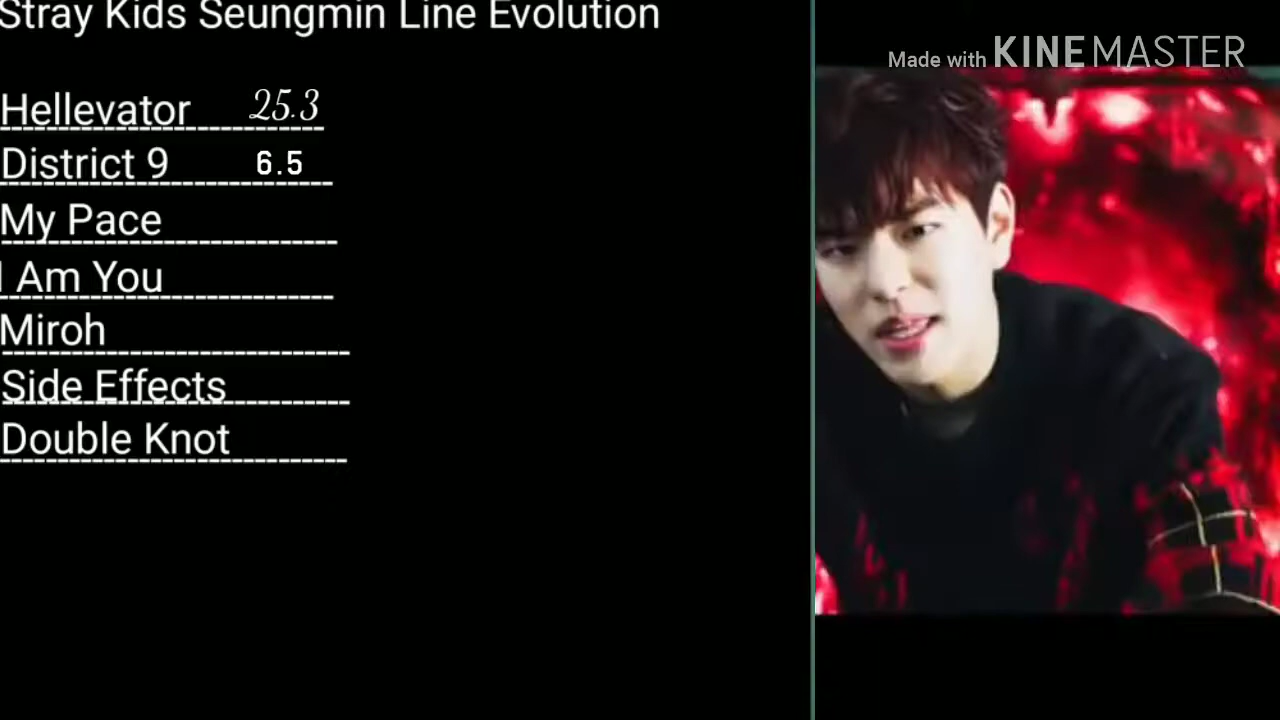 Stray Kids Seungmin Line Evolution
Made with KINEMASTER
Hellevator 25.3
District 9 6.5
My Pace
I Am You
Miroh
Side Effects
Double Knot